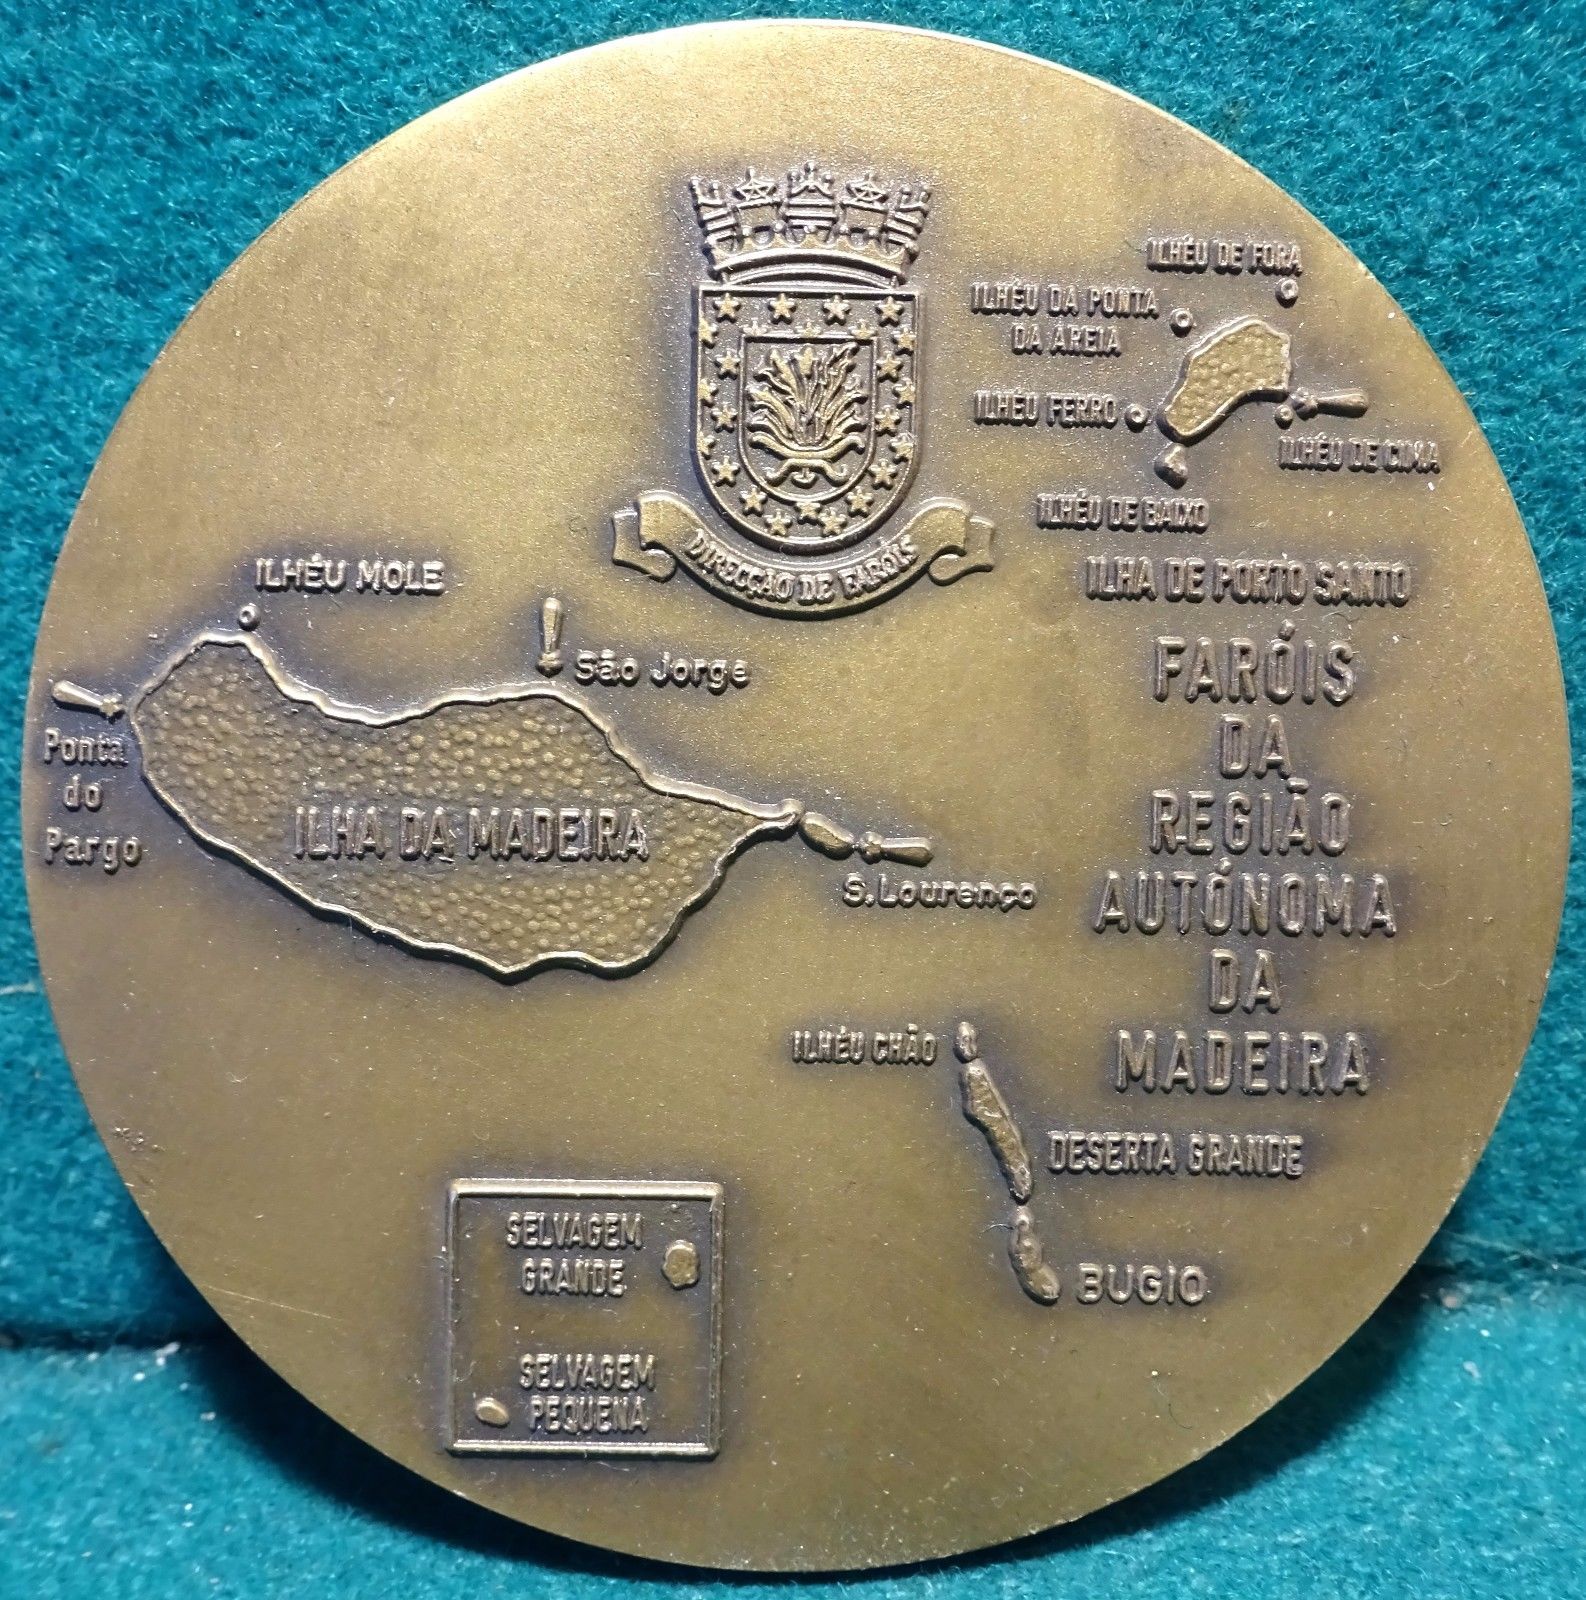 ILHÉU DE FORA
ILHÉU DA PONTA
DA AREIA
ILHÉU FERRO
ILHÉU DE CIMA
ILHÉU DE BAIXO
ILHA DE PORTO SANTO
DIRECÇÃO DE FARÓIS
ILHÉU MOLE
São Jorge
Ponta
do
Pargo
ILHA DA MADEIRA
S. Lourenço
FARÓIS
DA
REGIÃO
AUTÓNOMA
DA
MADEIRA
ILHÉU CHÃO
DESERTA GRANDE
BUGIO
SELVAGEM
GRANDE
SELVAGEM
PEQUENA